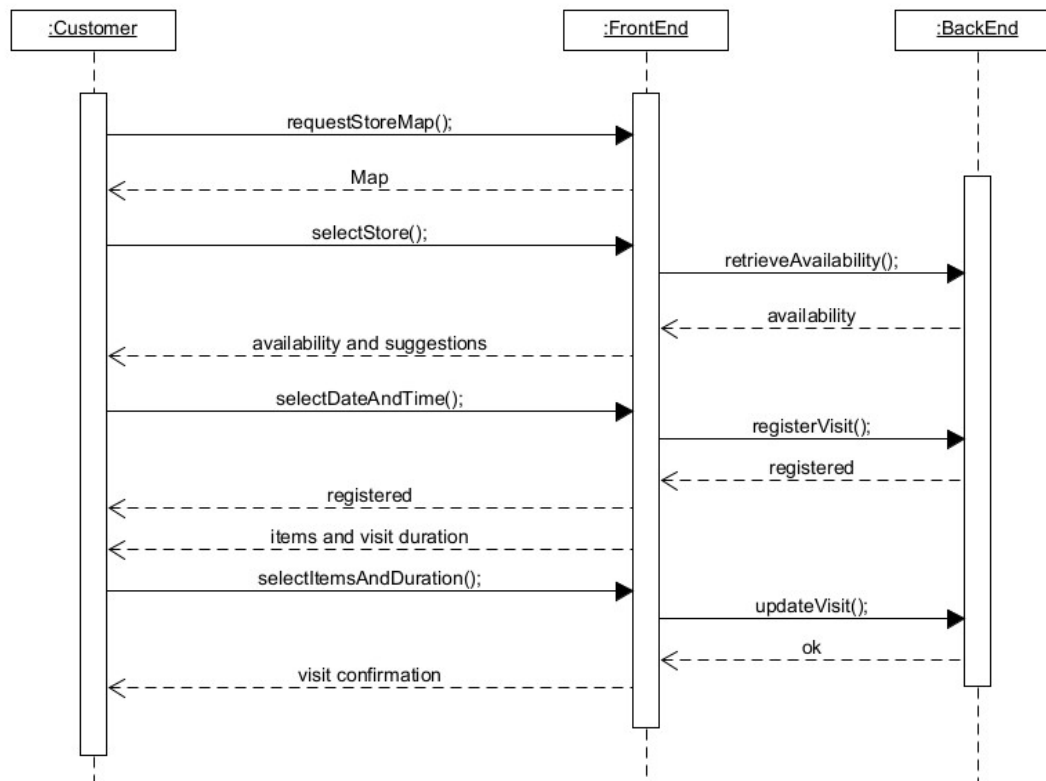 :Customer
:FrontEnd
:BackEnd
requestStoreMap();
Map
selectStore();
retrieveAvailability();
availability
availability and suggestions
selectDateAndTime();
registerVisit();
registered
registered
items and visit duration
selectItemsAndDuration();
updateVisit();
ok
visit confirmation